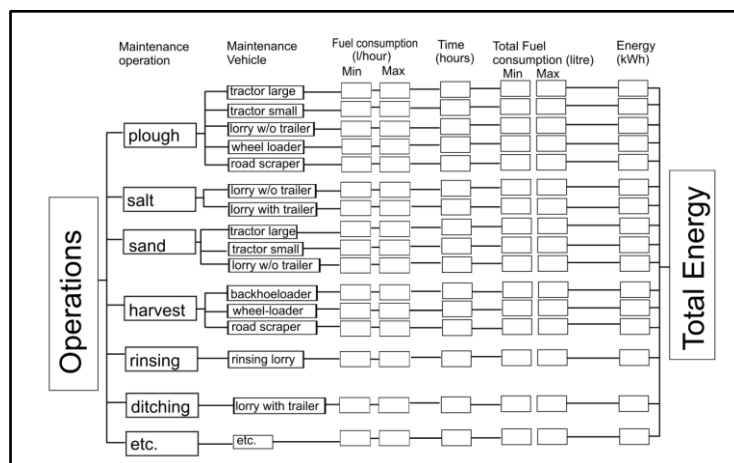 Maintenance operation
Maintenance Vehicle
Fuel consumption (l/hour)
Min Max
Time (hours)
Total Fuel consumption (litre)
Min Max
Energy (kWh)
Operations
plough
tractor large
tractor small
lorry w/o trailer
wheel loader
road scraper
salt
lorry w/o trailer
lorry with trailer
sand
tractor large
tractor small
lorry w/o trailer
harvest
backhoeloader
wheel-loader
road scraper
rinsing
rinsing lorry
ditching
lorry with trailer
etc.
etc.
Total Energy